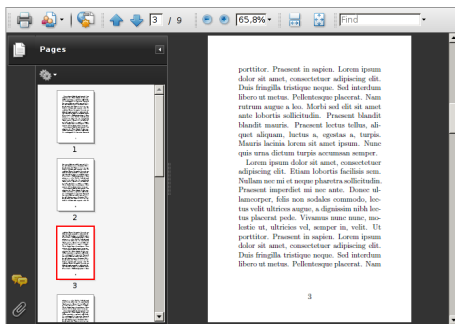 3 / 9
65,8%
Find
Pages
1
2
3
porttitor. Praesent in sapien. Lorem ipsum
dolor sit amet, consectetuer adipiscing elit.
Duis fringilla tristique neque. Sed interdum
libero ut metus. Pellentesque placerat. Nam
rutrum augue a leo. Morbi sed elit sit amet
ante lobortis sollicitudin. Praesent blandit
blandit mauris. Praesent lectus tellus, ali-
quet aliquam, luctus a, egestas a, turpis.
Mauris lacinia lorem sit amet ipsum. Nunc
quis urna dictum turpis accumsan semper.
Lorem ipsum dolor sit amet, consectetuer
adipiscing elit. Etiam lobortis facilisis sem.
Nullam nec mi et neque pharetra sollicitudin.
Praesent imperdiet mi nec ante. Donec ul-
lamcorper, felis non sodales commodo, lec-
tus velit ultrices augue, a dignissim nibh lec-
tus placerat pede. Vivamus nunc nunc, mo-
lestie ut, ultricies vel, semper in, velit. Ut
porttitor. Praesent in sapien. Lorem ipsum
dolor sit amet, consectetuer adipiscing elit.
Duis fringilla tristique neque. Sed interdum
libero ut metus. Pellentesque placerat. Nam
3